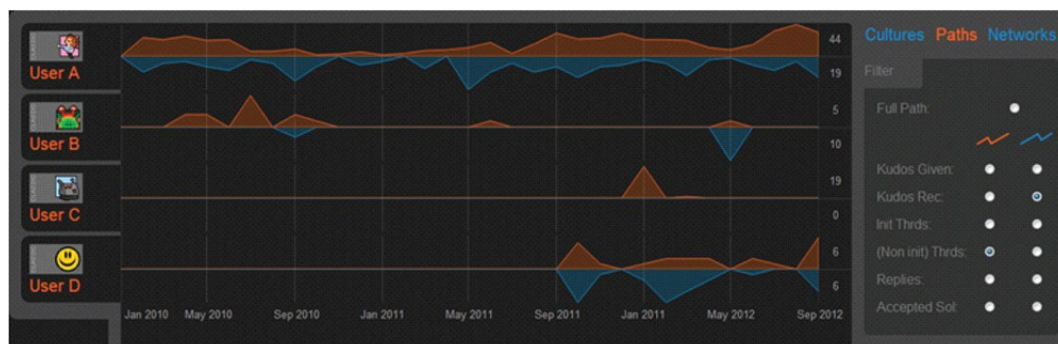 Cultures Paths Networks
Filter
Full Path:
Kudos Given:
Kudos Rec:
Init Thrds:
(Non init) Thrds:
Replies:
Accepted Sol:
User A
44
19
User B
5
10
User C
19
0
User D
6
6
Jan 2010 May 2010 Sep 2010 Jan 2011 May 2011 Sep 2011 Jan 2011 May 2012 Sep 2012